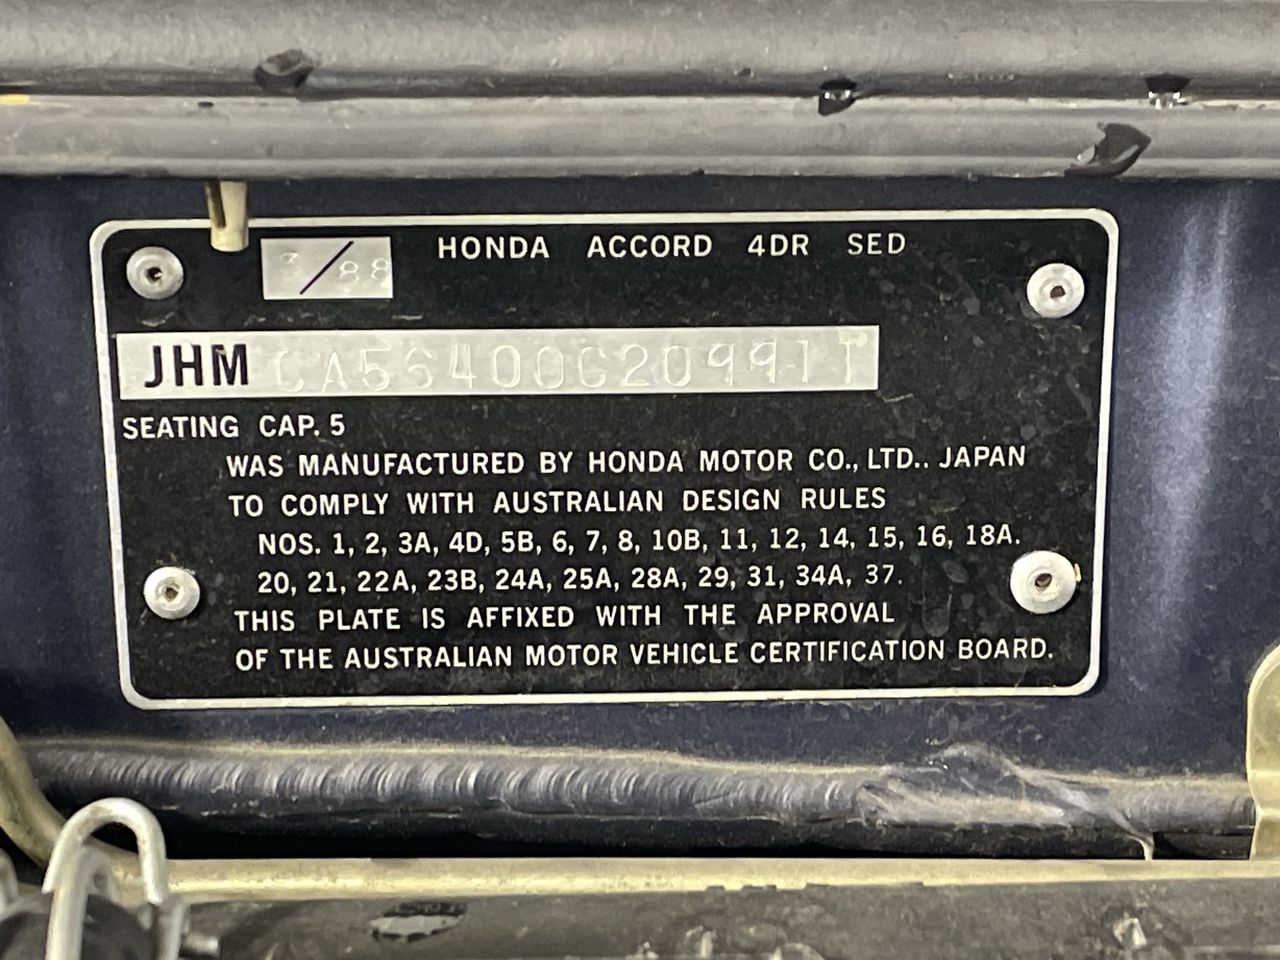 3/88 HONDA ACCORD 4DR SED
JHMCA56400C209911T
SEATING CAP. 5
WAS MANUFACTURED BY HONDA MOTOR CO., LTD.. JAPAN
TO COMPLY WITH AUSTRALIAN DESIGN RULES
NOS. 1, 2, 3A, 4D, 5B, 6, 7, 8, 10B, 11, 12, 14, 15, 16, 18A.
20, 21, 22A, 23B, 24A, 25A, 28A, 29, 31, 34A, 37.
THIS PLATE IS AFFIXED WITH THE APPROVAL
OF THE AUSTRALIAN MOTOR VEHICLE CERTIFICATION BOARD.